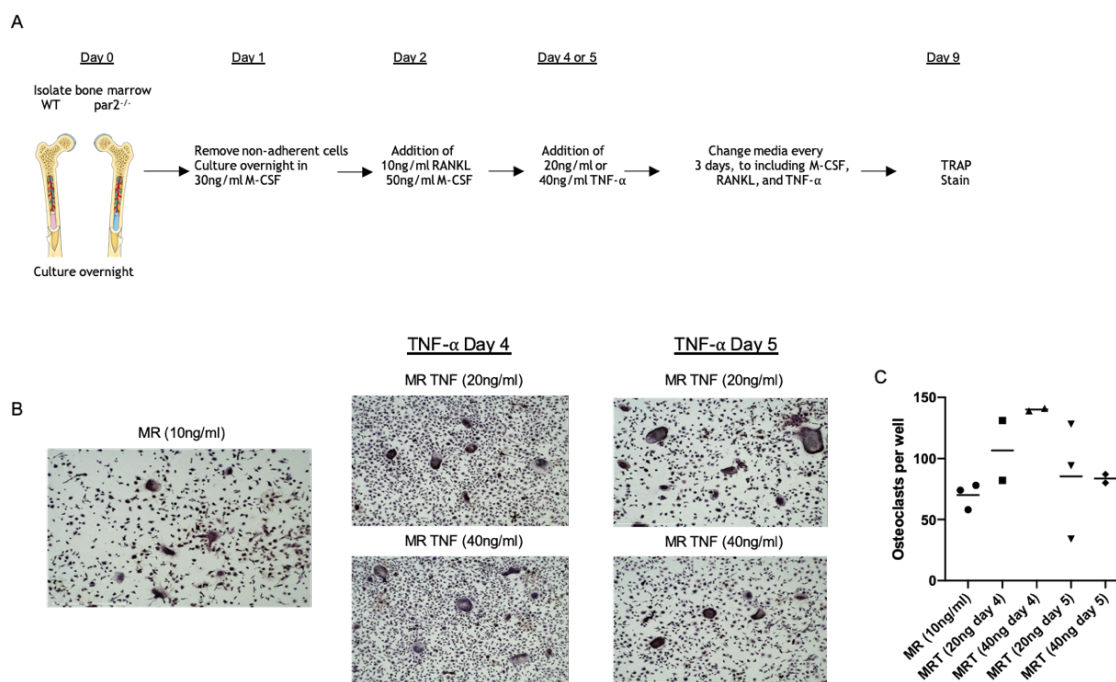 A
Day 0
Day 1
Day 2
Day 4 or 5
Day 9
Isolate bone marrow
WT par2-/-
Culture overnight
Remove non-adherent cells
Culture overnight in
30ng/ml M-CSF
Addition of
10ng/ml RANKL
50ng/ml M-CSF
Addition of
20ng/ml or
40ng/ml TNF-α
Change media every
3 days, to including M-CSF,
RANKL, and TNF-α
TRAP
Stain
B
MR (10ng/ml)
TNF-α Day 4
MR TNF (20ng/ml)
MR TNF (40ng/ml)
TNF-α Day 5
MR TNF (20ng/ml)
MR TNF (40ng/ml)
C
Osteoclasts per well
150
100
50
0
MR (10ng/ml)
MRT (20ng day 4)
MRT (40ng day 4)
MRT (20ng day 5)
MRT (40ng day 5)